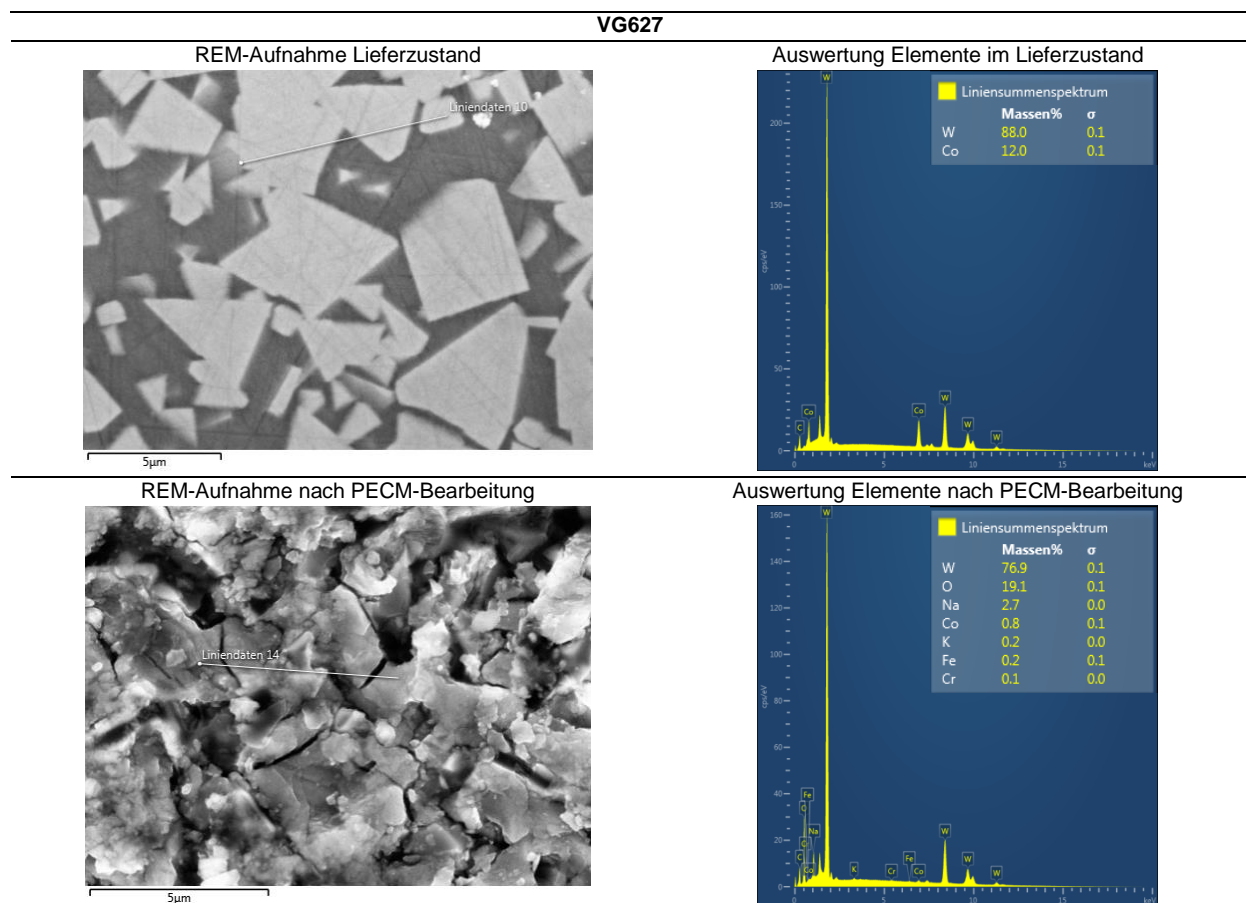 VG627
REM-Aufnahme Lieferzustand
Auswertung Elemente im Lieferzustand
Liniendaten 10
5µm
Liniensummenspektrum
Massen% σ
W 88.0 0.1
Co 12.0 0.1
W
C
Co
Co
W
W
W
cps/eV
200
150
100
50
0
0 5 10 15 keV
REM-Aufnahme nach PECM-Bearbeitung
Auswertung Elemente nach PECM-Bearbeitung
Liniendaten 14
5µm
Liniensummenspektrum
Massen% σ
W 76.9 0.1
O 19.1 0.1
Na 2.7 0.0
Co 0.8 0.1
K 0.2 0.0
Fe 0.2 0.1
Cr 0.1 0.0
W
Fe
Na
C
Co
K
Cr
Fe
Co
W
W
W
cps/eV
160
140
120
100
80
60
40
20
0
0 5 10 15 keV